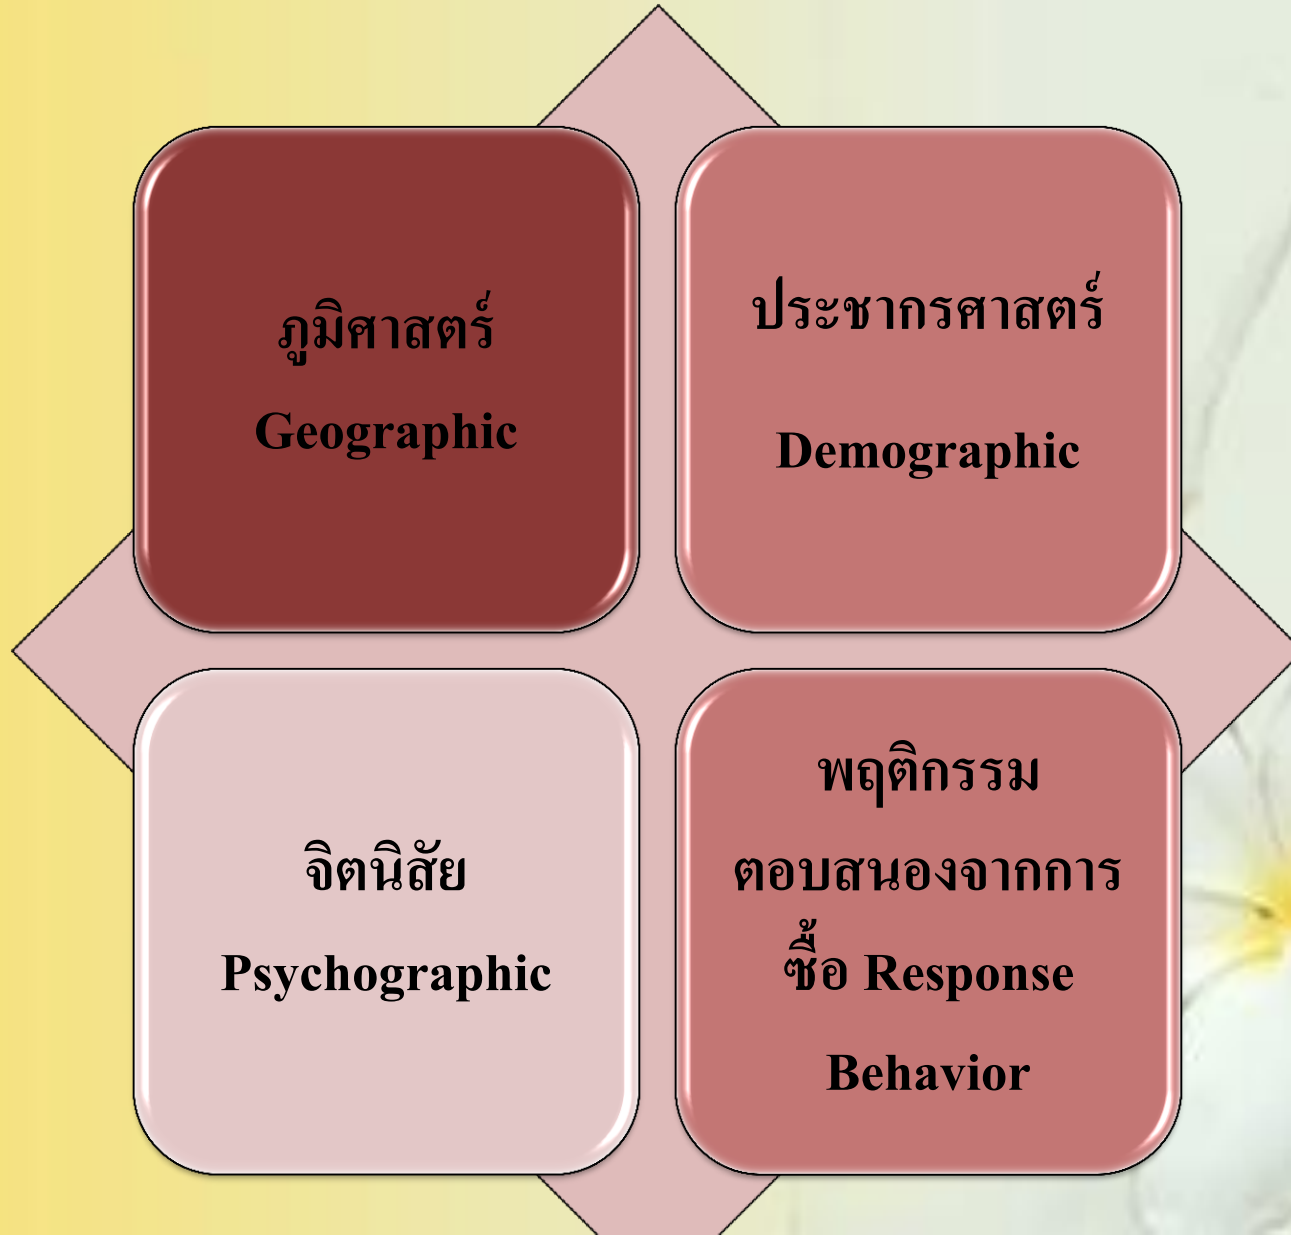 ภูมิศาสตร์
Geographic
ประชากรศาสตร์
Demographic
จิตนิสัย
Psychographic
พฤติกรรม
ตอบสนองจากการ
ซื้อ Response
Behavior